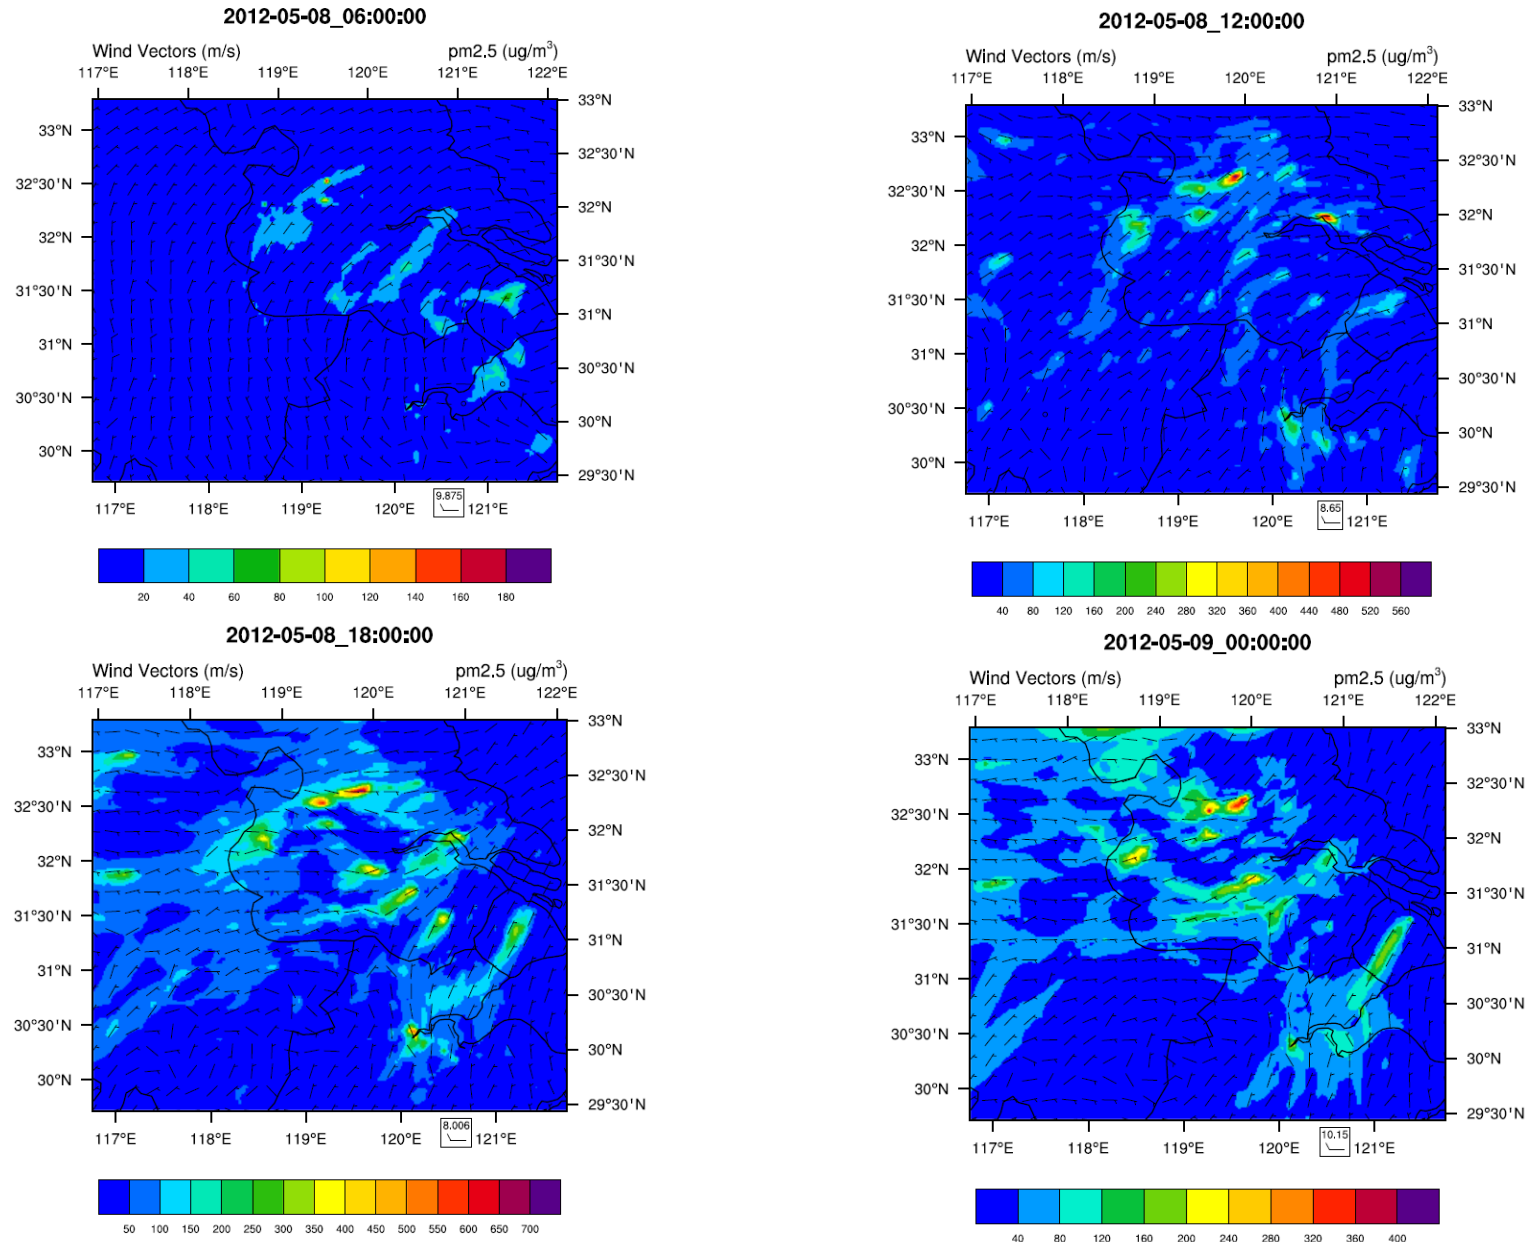 2012-05-08_06:00:00
Wind Vectors (m/s) pm2.5 (ug/m³)
117°E 118°E 119°E 120°E 121°E 122°E
33°N
33°N
32°30'N
32°30'N
32°N
32°N
31°30'N
31°30'N
31°N
31°N
30°30'N
30°30'N
30°N
30°N
29°30'N
117°E 118°E 119°E 120°E 9.875 121°E
20 40 60 80 100 120 140 160 180
2012-05-08_12:00:00
Wind Vectors (m/s) pm2.5 (ug/m³)
117°E 118°E 119°E 120°E 121°E 122°E
33°N
33°N
32°30'N
32°30'N
32°N
32°N
31°30'N
31°30'N
31°N
31°N
30°30'N
30°30'N
30°N
30°N
29°30'N
117°E 118°E 119°E 120°E 8.65 121°E
40 80 120 160 200 240 280 320 360 400 440 480 520 560
2012-05-08_18:00:00
Wind Vectors (m/s) pm2.5 (ug/m³)
117°E 118°E 119°E 120°E 121°E 122°E
33°N
33°N
32°30'N
32°30'N
32°N
32°N
31°30'N
31°30'N
31°N
31°N
30°30'N
30°30'N
30°N
30°N
29°30'N
117°E 118°E 119°E 120°E 8.006 121°E
50 100 150 200 250 300 350 400 450 500 550 600 650 700
2012-05-09_00:00:00
Wind Vectors (m/s) pm2.5 (ug/m³)
117°E 118°E 119°E 120°E 121°E 122°E
33°N
33°N
32°30'N
32°30'N
32°N
32°N
31°30'N
31°30'N
31°N
31°N
30°30'N
30°30'N
30°N
30°N
29°30'N
117°E 118°E 119°E 120°E 10.15 121°E
40 80 120 160 200 240 280 320 360 400